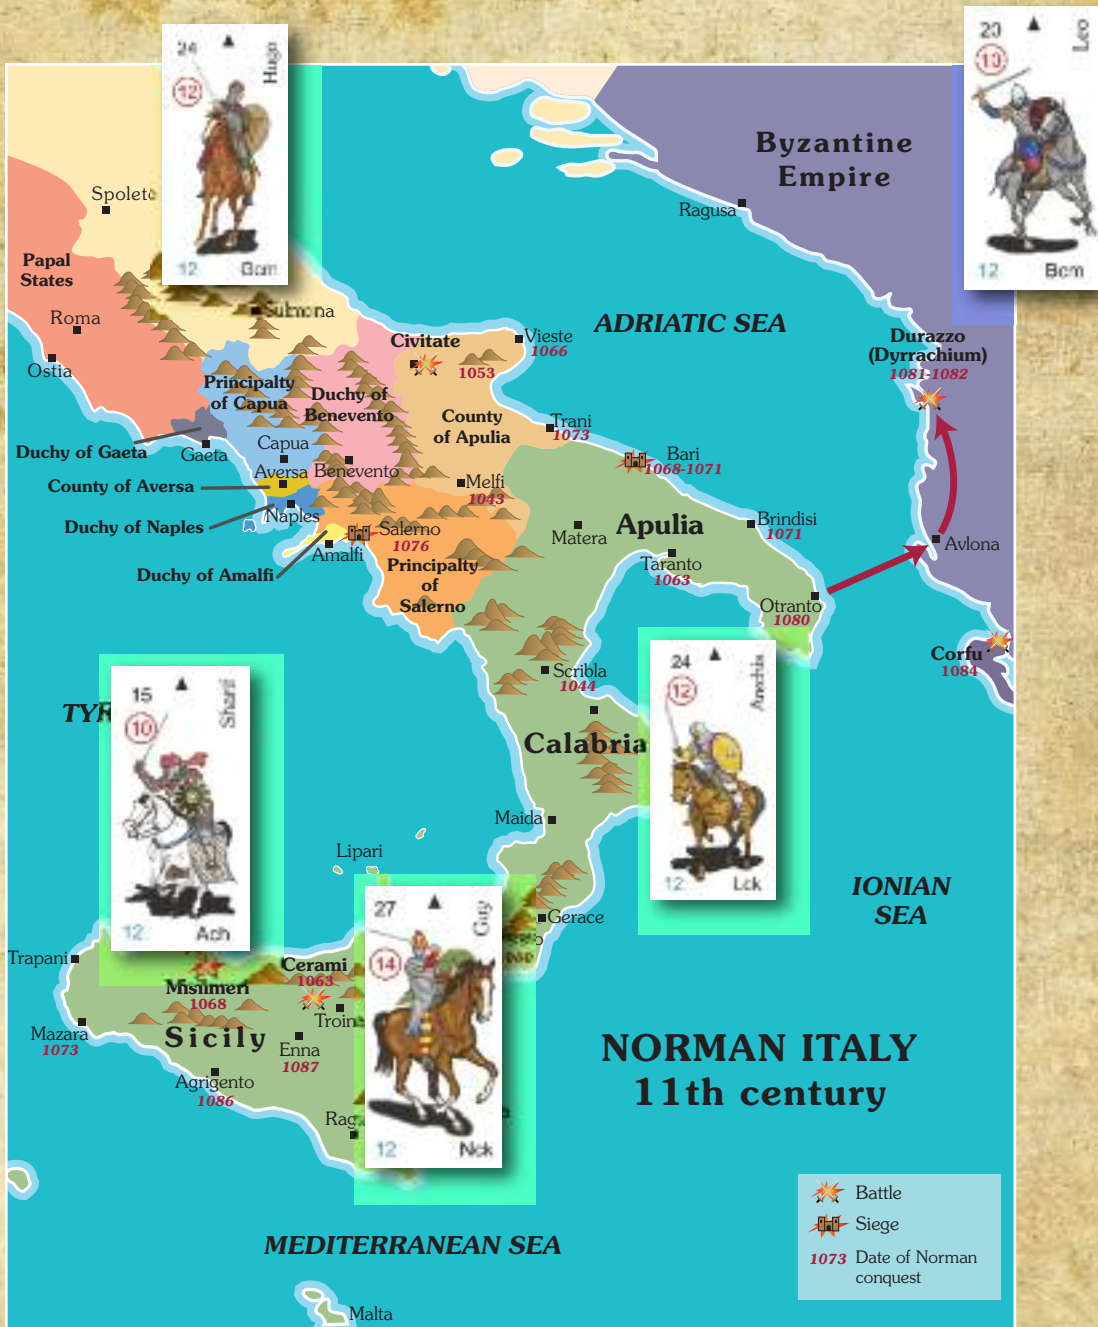 24
Hugo
12
12
20
Leo
Bcm
12
Byzantine
Empire
Ragusa
Papal
States
Roma
Ostia
Sulmona
ADRIATIC SEA
Civitate
1053
Vieste
1066
Durazzo
(Dyrrachium)
1081-1082
Principalty
of Capua
Duchy of
Benevento
County
of Apulia
Trani
1073
Duchy of Gaeta
Gaeta
Capua
Aversa
Benevento
Bari
1068-1071
County of Aversa
Melfi
1043
Duchy of Naples
Naples
Salerno
1076
Amalfi
Duchy of Amalfi
Principalty
of
Salerno
Matera
Apulia
Brindisi
1071
Taranto
1063
Avlona
Otranto
1080
Corfu
1084
Scribla
1044
Calabria
15
10
12
Ach
24
12
12
Lck
Maida
Lipari
IONIAN
SEA
27
Guy
14
12
Nck
Gerace
Trapani
Misilmeri
1068
Cerami
1063
Mazara
1073
Sicily
Enna
1087
Agrigento
1086
NORMAN ITALY
11th century
MEDITERRANEAN SEA
Malta
Battle
Siege
1073 Date of Norman
conquest